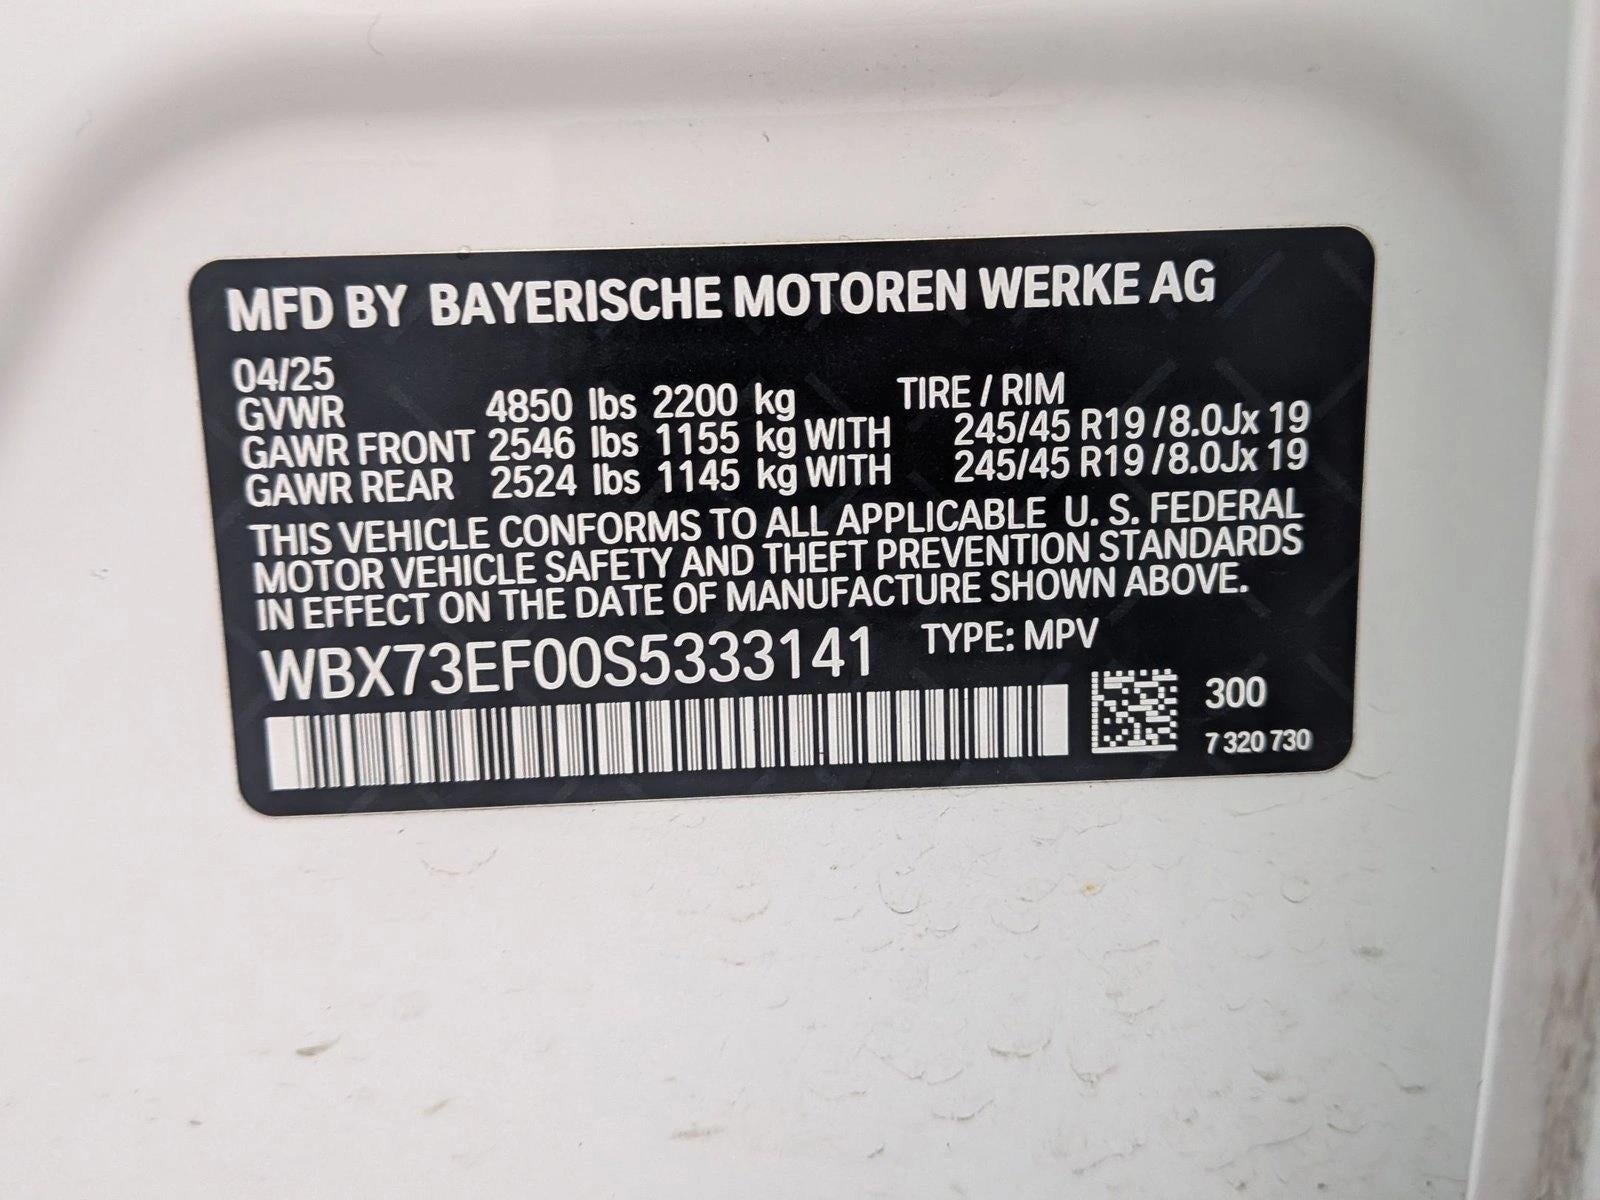 MFD BY BAYERISCHE MOTOREN WERKE AG
04/25
GVWR 4850 lbs 2200 kg TIRE / RIM
GAWR FRONT 2546 lbs 1155 kg WITH 245/45 R19 / 8.0Jx 19
GAWR REAR 2524 lbs 1145 kg WITH 245/45 R19 / 8.0Jx 19
THIS VEHICLE CONFORMS TO ALL APPLICABLE U. S. FEDERAL
MOTOR VEHICLE SAFETY AND THEFT PREVENTION STANDARDS
IN EFFECT ON THE DATE OF MANUFACTURE SHOWN ABOVE.
WBX73EF00S5333141 TYPE: MPV
300
7 320 730